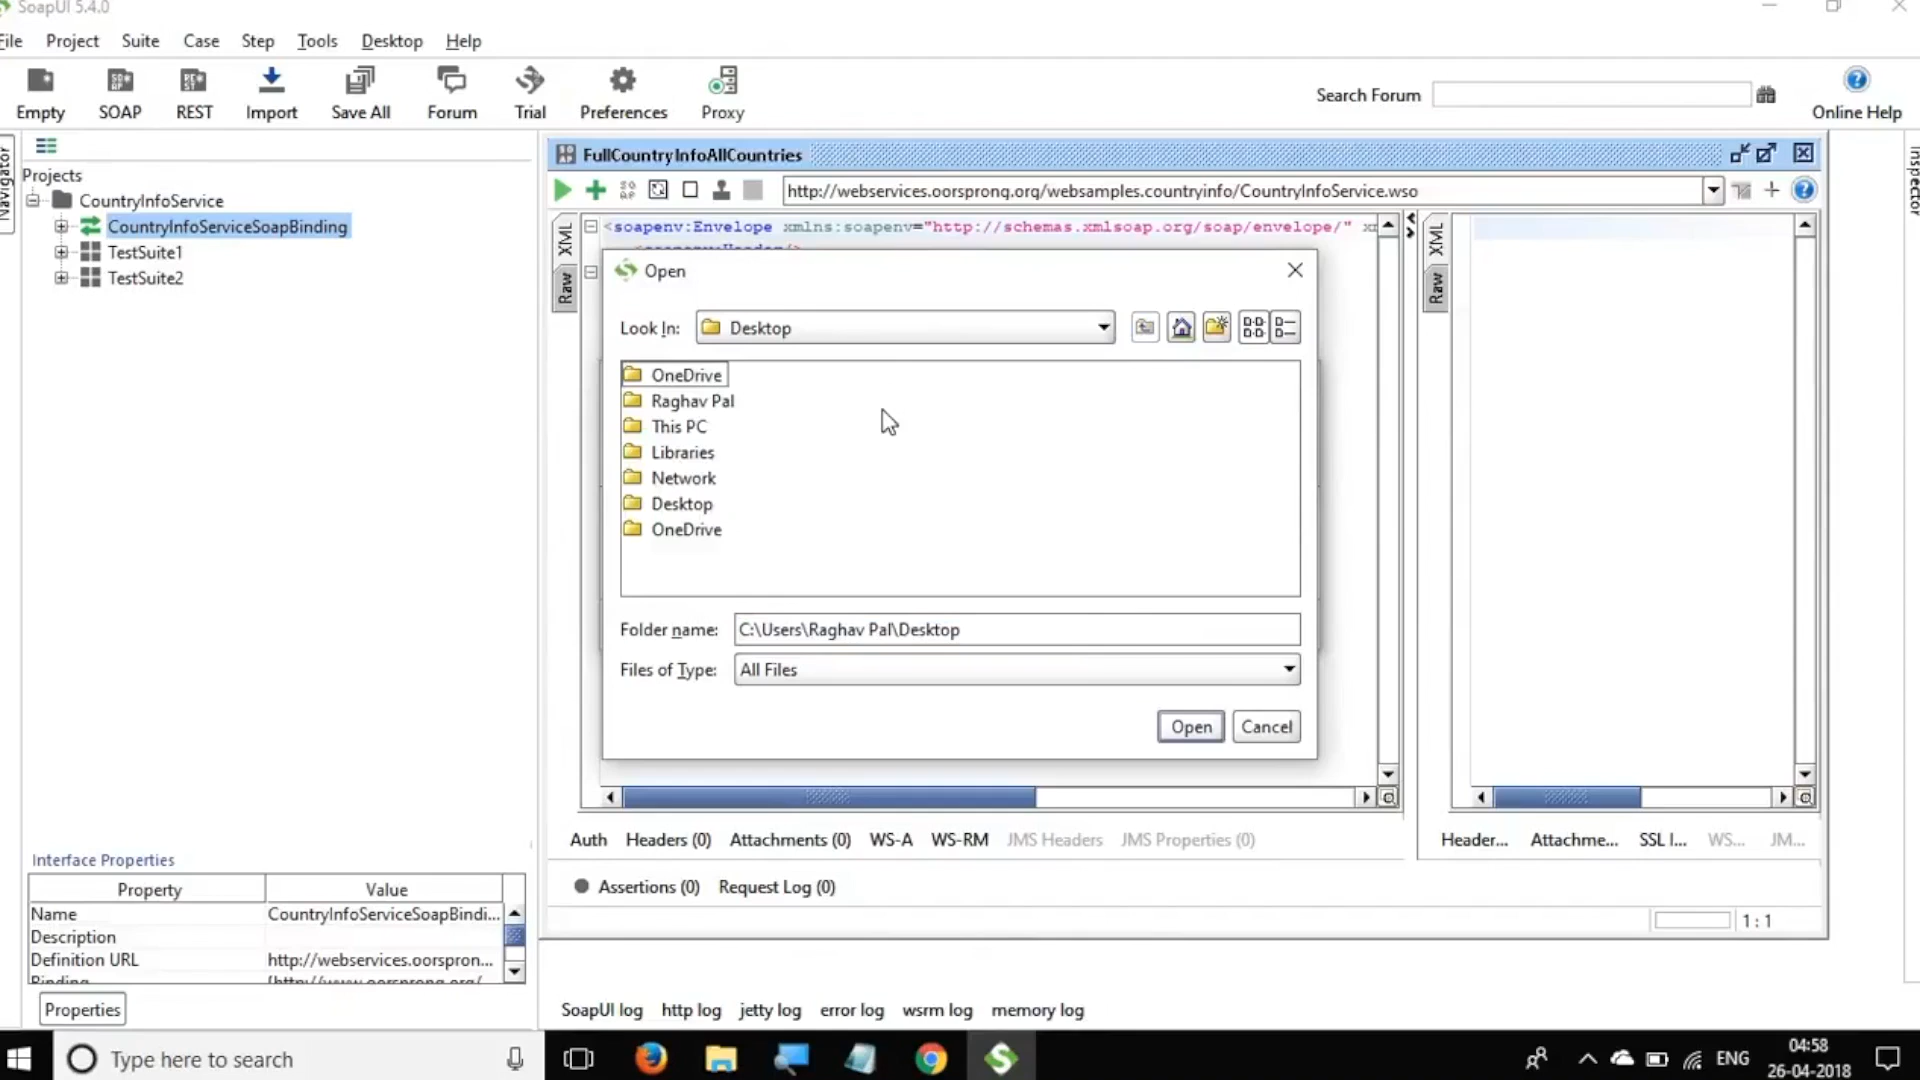 SoapUI 5.4.0
File Project Suite Case Step Tools Desktop Help
Empty SOAP REST Import Save All Forum Trial Preferences Proxy
Search Forum
Online Help
Navigator
Projects
CountryInfoService
CountryInfoServiceSoapBinding
TestSuite1
TestSuite2
FullCountryInfoAllCountries
http://webservices.oorsprong.org/websamples.countryinfo/CountryInfoService.wso
XML
Raw
<soapenv:Envelope xmlns:soapenv="http://schemas.xmlsoap.org/soap/envelope/"
<soapenv:Header/>
XML
Raw
Inspector
Open
Look In: Desktop
OneDrive
Raghav Pal
This PC
Libraries
Network
Desktop
OneDrive
Folder name: C:\Users\Raghav Pal\Desktop
Files of Type: All Files
Open Cancel
Auth Headers (0) Attachments (0) WS-A WS-RM JMS Headers JMS Properties (0)
Header... Attachme... SSL I... WS... JM...
Assertions (0) Request Log (0)
1 : 1
Interface Properties
Property Value
Name CountryInfoServiceSoapBindi...
Description
Definition URL http://webservices.oorspron...
Binding {http://www.oorsprong.org/
Properties
SoapUI log http log jetty log error log wsrm log memory log
Type here to search
ENG
04:58
26-04-2018